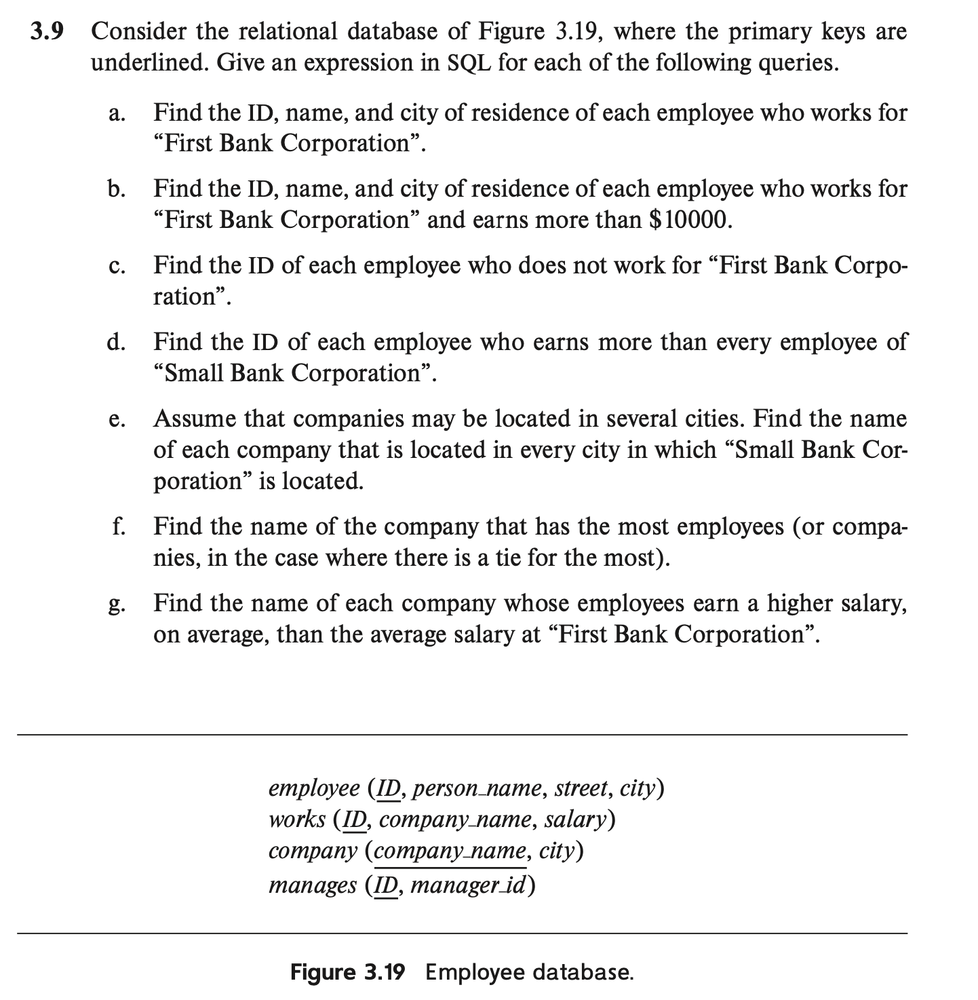 3.9 Consider the relational database of Figure 3.19, where the primary keys are
underlined. Give an expression in SQL for each of the following queries.
a. Find the ID, name, and city of residence of each employee who works for
“First Bank Corporation”.
b. Find the ID, name, and city of residence of each employee who works for
“First Bank Corporation” and earns more than $10000.
c. Find the ID of each employee who does not work for “First Bank Corpo-
ration”.
d. Find the ID of each employee who earns more than every employee of
“Small Bank Corporation”.
e. Assume that companies may be located in several cities. Find the name
of each company that is located in every city in which “Small Bank Cor-
poration” is located.
f. Find the name of the company that has the most employees (or compa-
nies, in the case where there is a tie for the most).
g. Find the name of each company whose employees earn a higher salary,
on average, than the average salary at “First Bank Corporation”.
employee (ID, person_name, street, city)
works (ID, company_name, salary)
company (company_name, city)
manages (ID, manager_id)
Figure 3.19 Employee database.